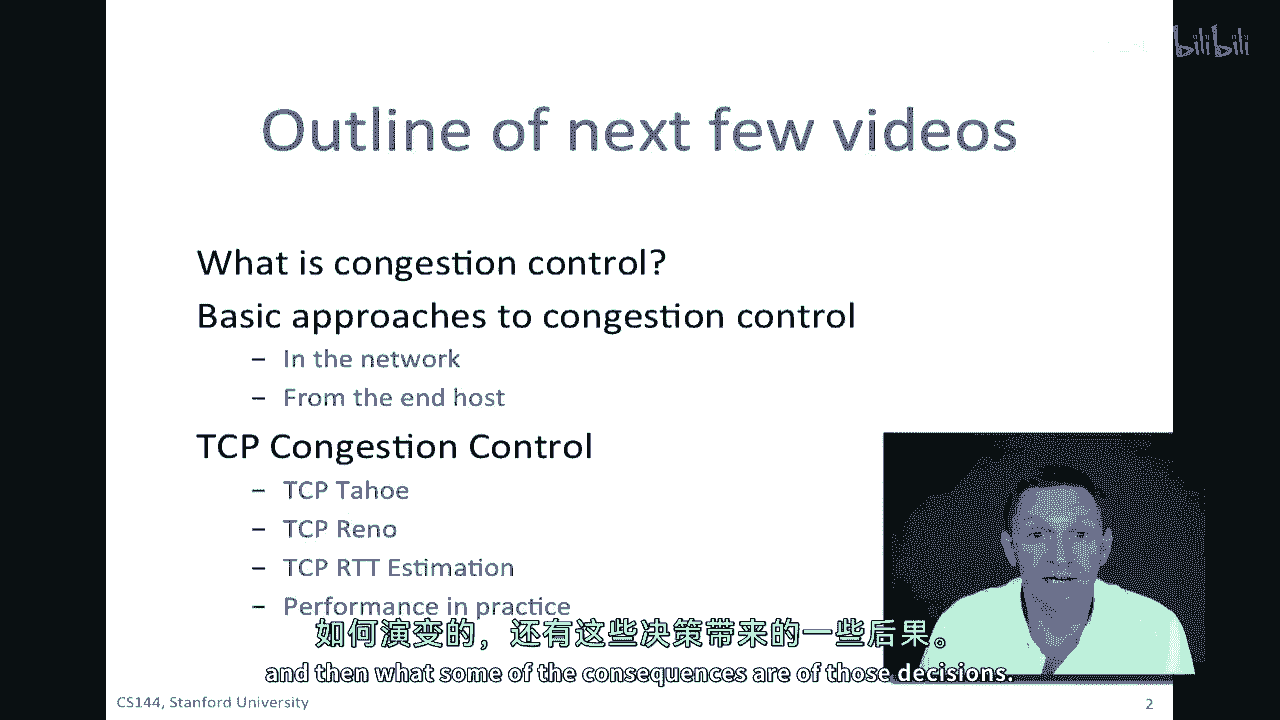 bilibili
Outline of next few videos
What is congestion control?
Basic approaches to congestion control
– In the network
– From the end host
TCP Congestion Control
– TCP Tahoe
– TCP Reno
– TCP RTT Estimation
– Performance in practice
如何演变的，还有这些决策带来的一些后果。
and then what some of the consequences are of those decisions.
CS144, Stanford University
2